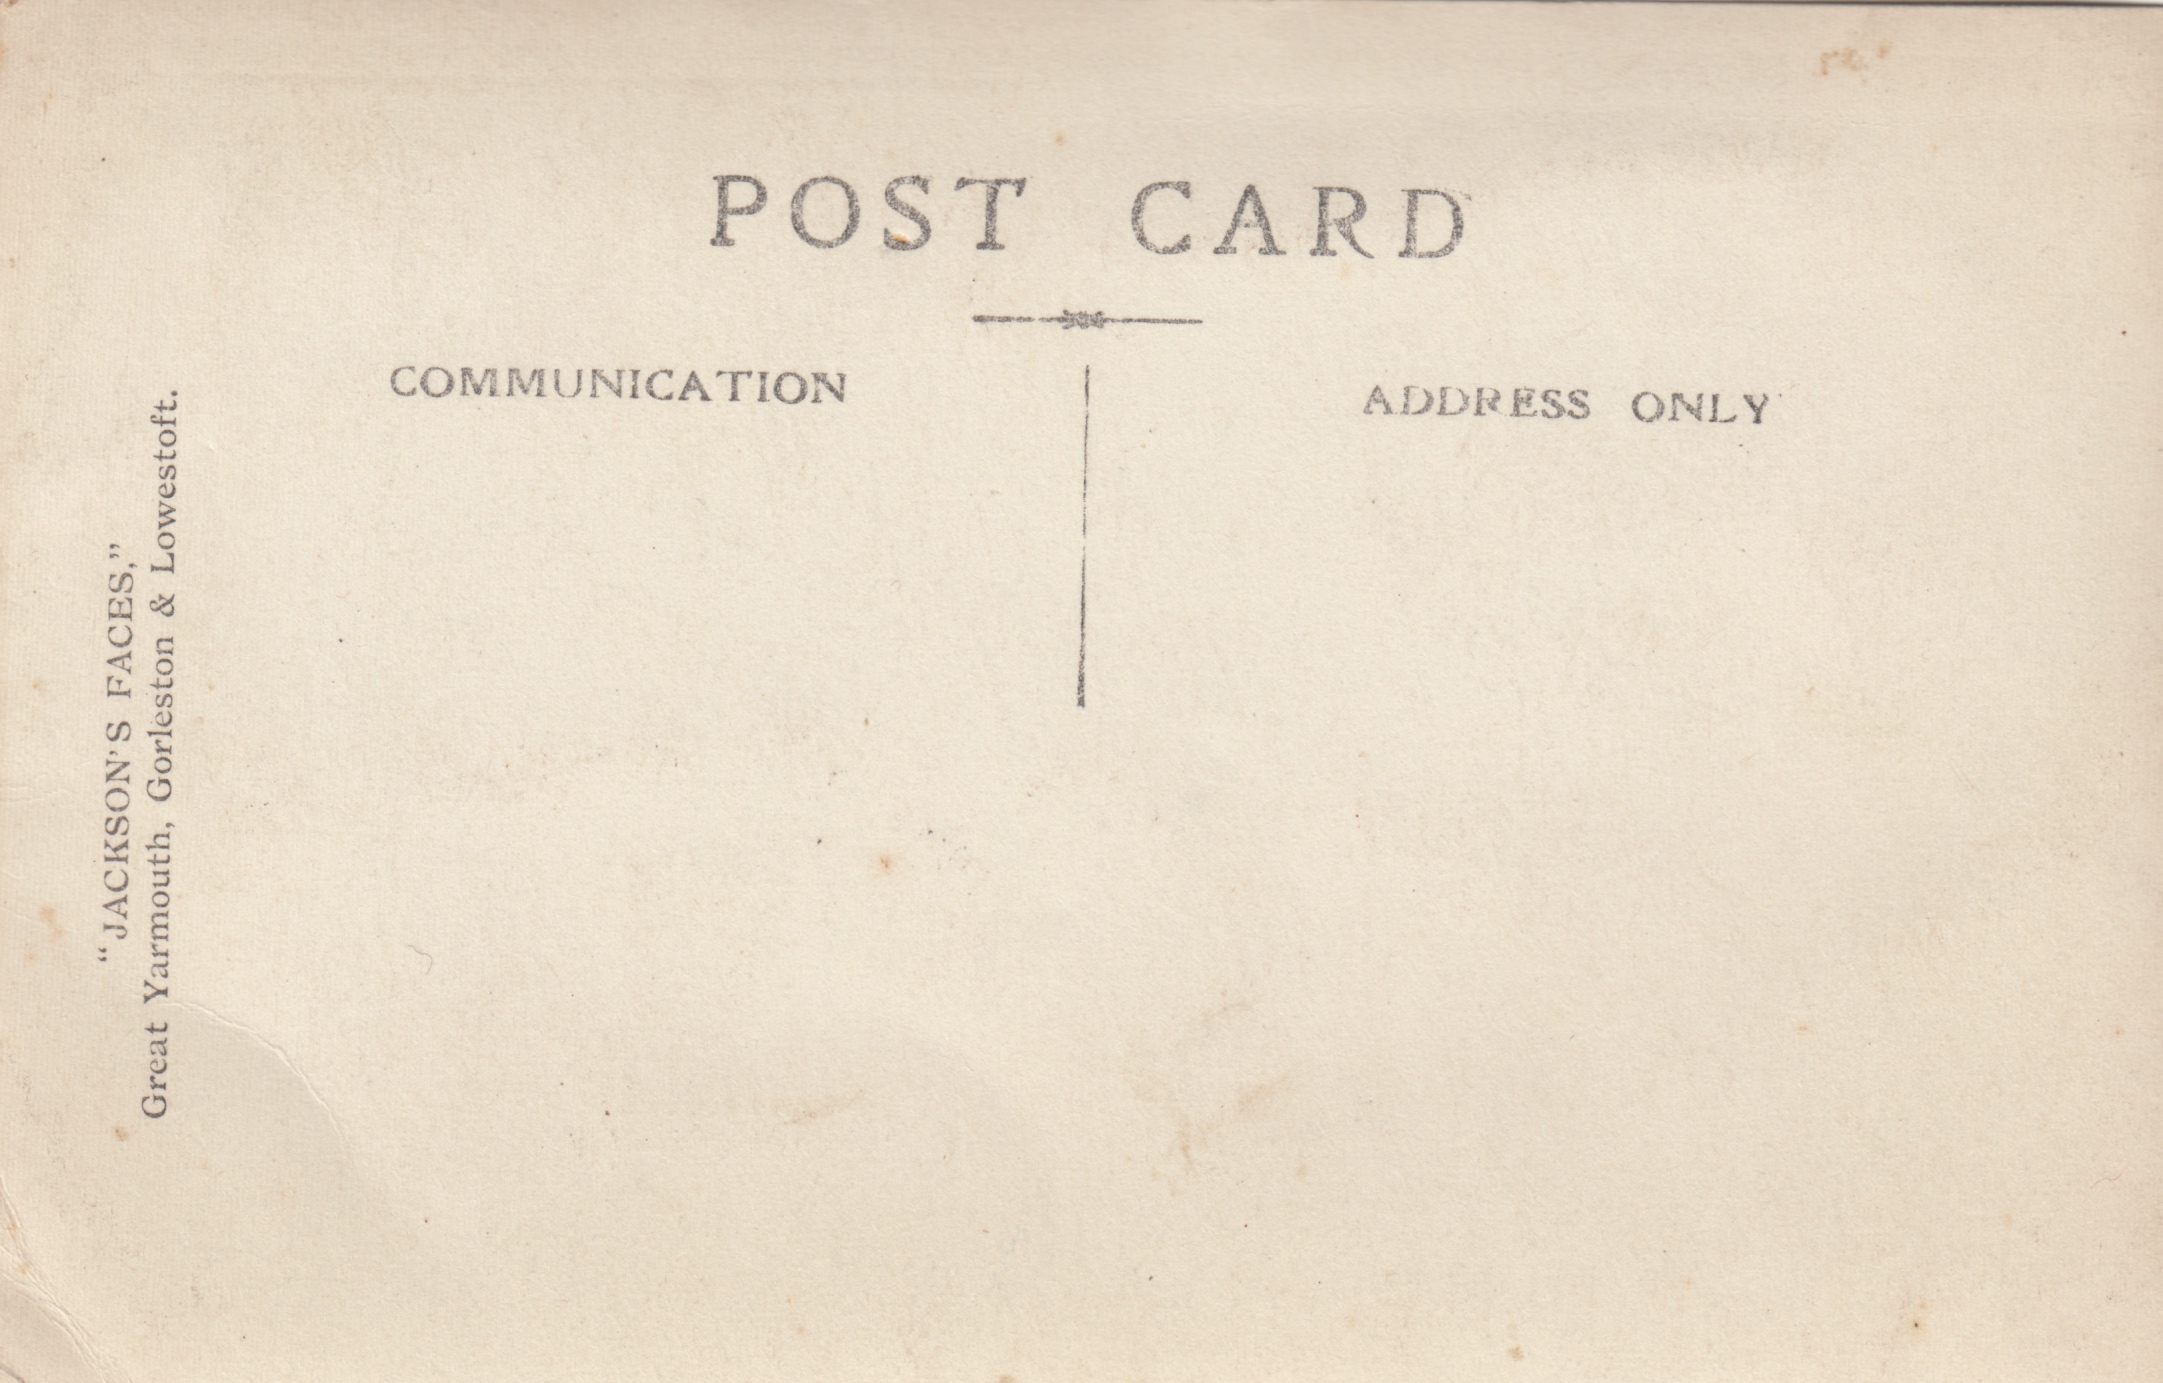 POST CARD
COMMUNICATION
ADDRESS ONLY
"JACKSON'S FACES,"
Great Yarmouth, Gorleston & Lowestoft.